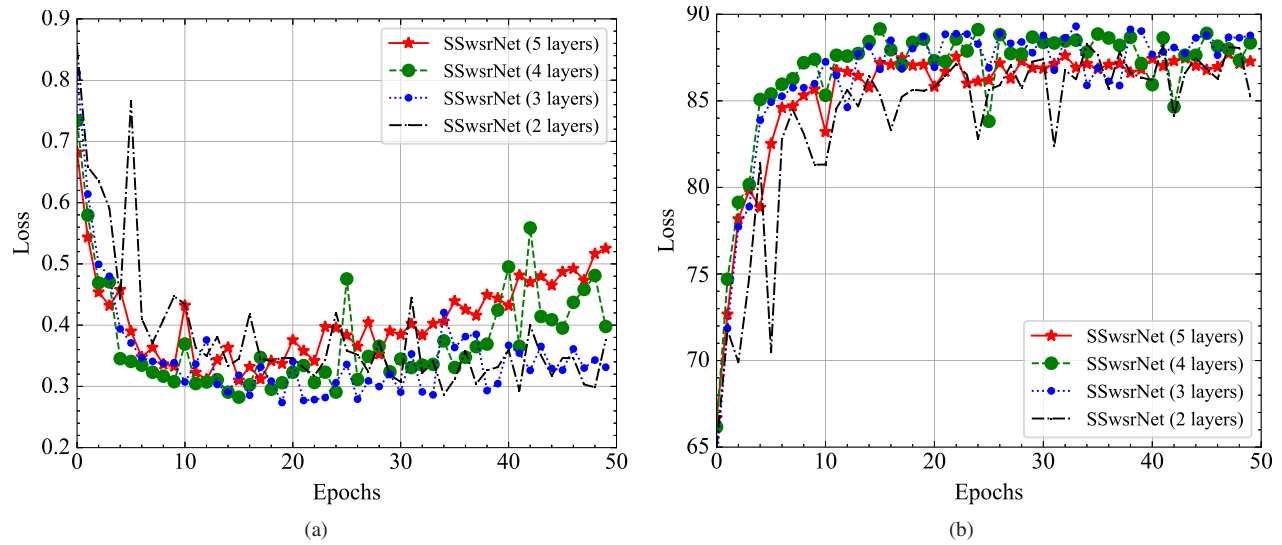 0.9
0.8
0.7
0.6
0.5
0.4
0.3
0.2
Loss
0 10 20 30 40 50
Epochs
SSwsrNet (5 layers)
SSwsrNet (4 layers)
SSwsrNet (3 layers)
SSwsrNet (2 layers)
(a)
90
85
80
75
70
65
Loss
0 10 20 30 40 50
Epochs
SSwsrNet (5 layers)
SSwsrNet (4 layers)
SSwsrNet (3 layers)
SSwsrNet (2 layers)
(b)